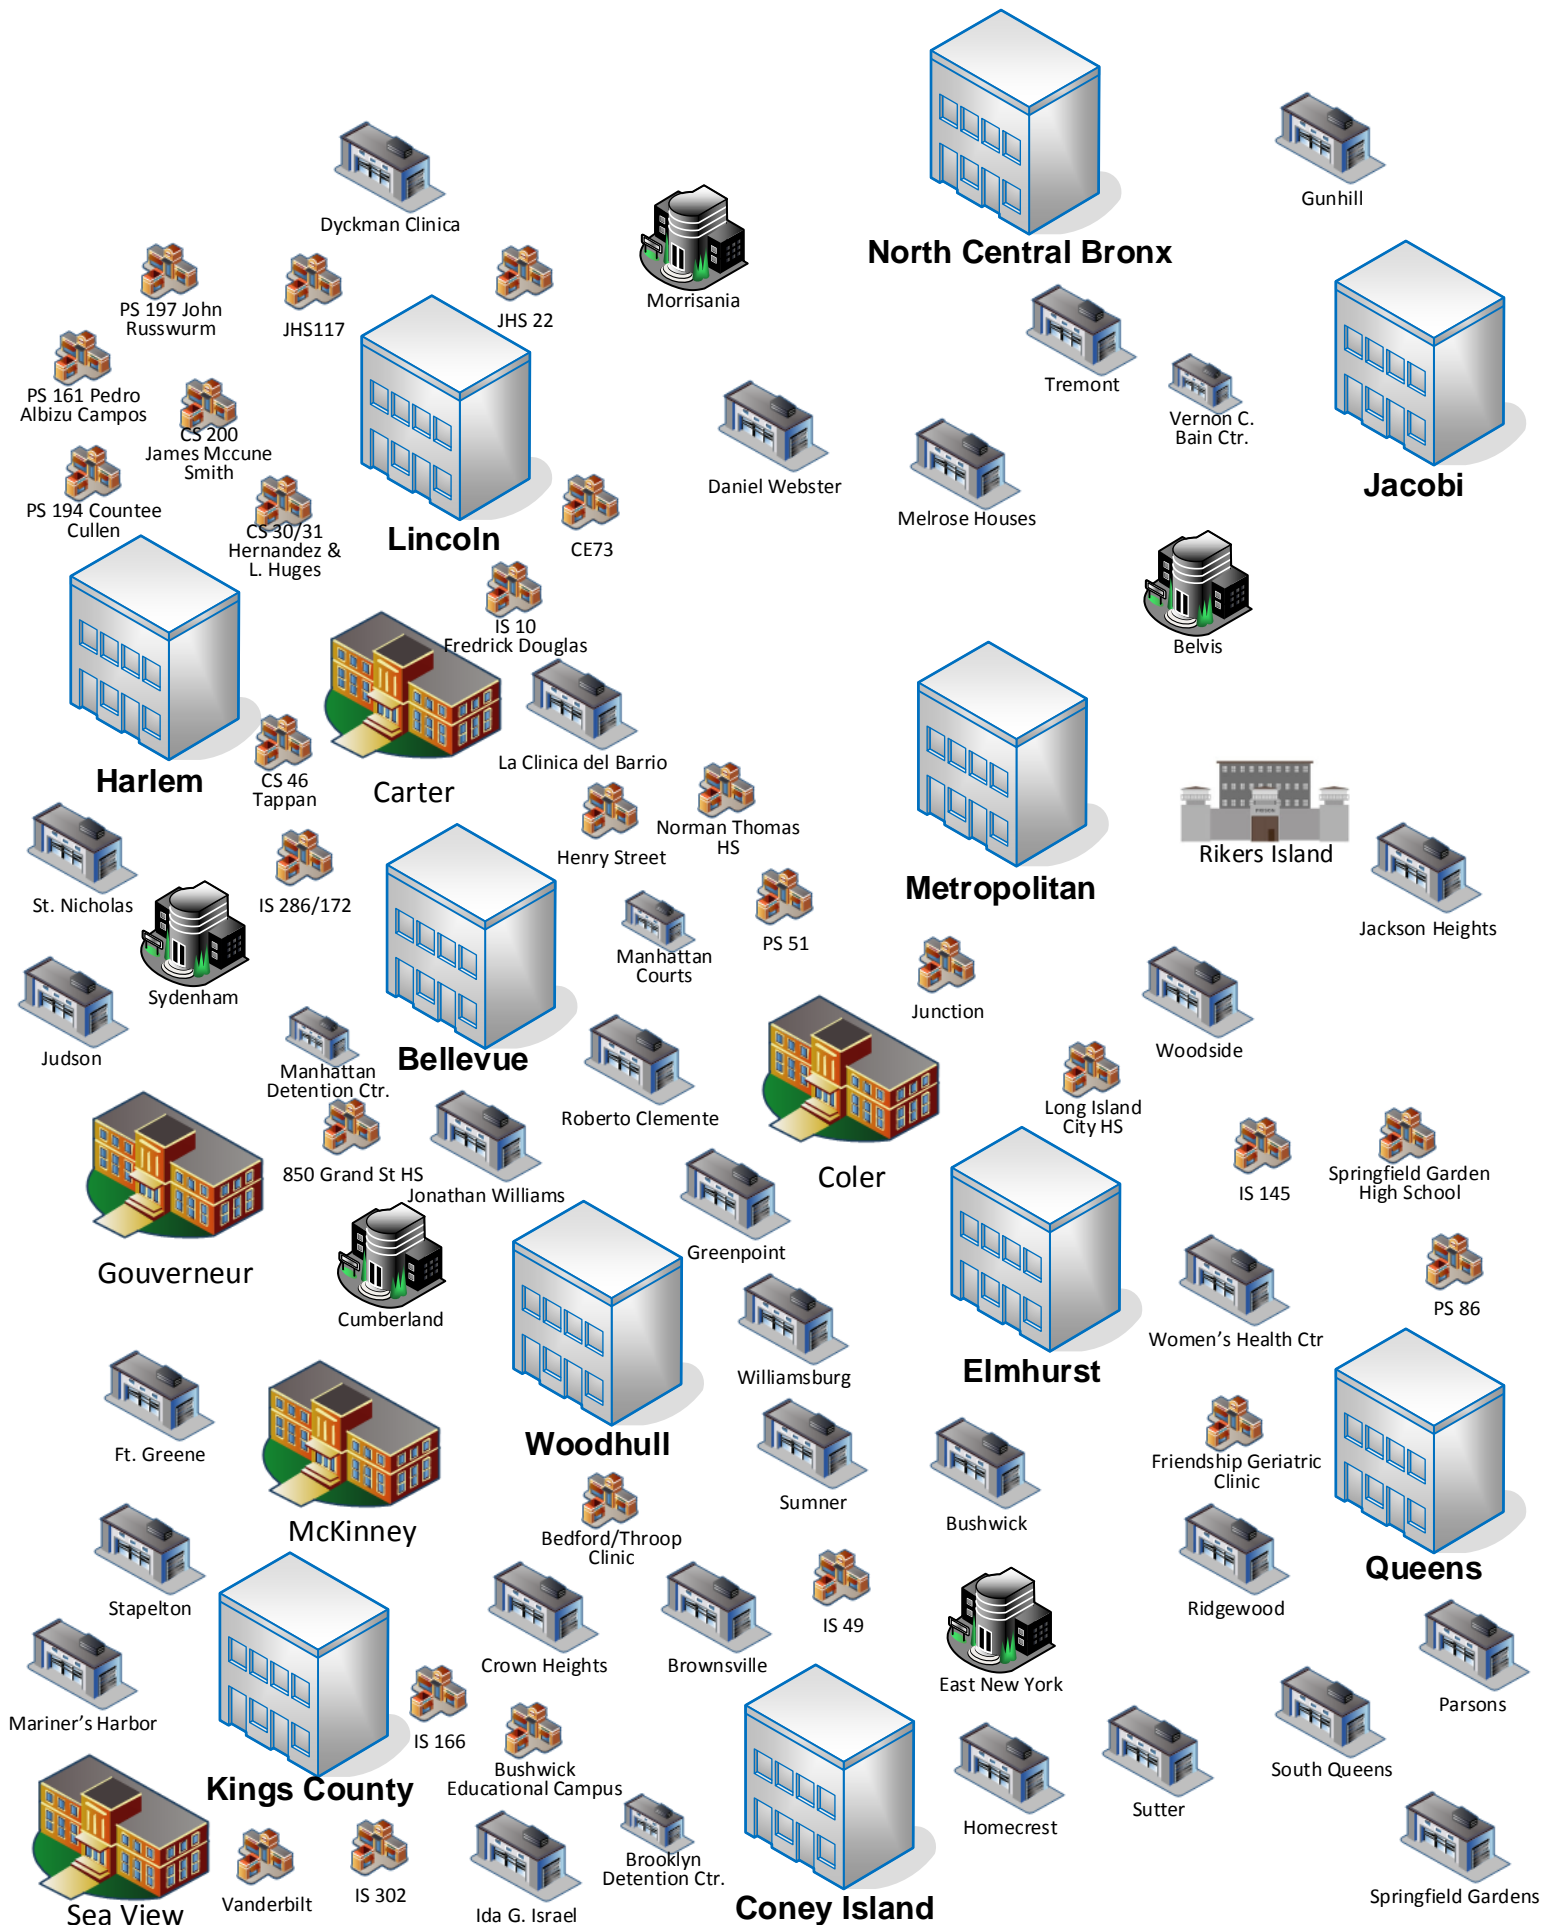 Gunhill
Dyckman Clinica
North Central Bronx
Morrisania
PS 197 John
Russwurm
JHS117
JHS 22
Tremont
Vernon C.
Bain Ctr.
PS 161 Pedro
Albizu Campos
CS 200
James Mccune
Smith
Daniel Webster
Jacobi
Melrose Houses
PS 194 Countee
Cullen
CS 30/31
Hernandez &
L. Huges
Lincoln
CE73
IS 10
Fredrick Douglas
Belvis
La Clinica del Barrio
Harlem
CS 46
Tappan
Carter
Norman Thomas
HS
Henry Street
Rikers Island
Metropolitan
St. Nicholas
IS 286/172
Jackson Heights
PS 51
Manhattan
Courts
Sydenham
Junction
Judson
Bellevue
Woodside
Manhattan
Detention Ctr.
Roberto Clemente
Long Island
City HS
850 Grand St HS
Jonathan Williams
Coler
IS 145
Springfield Garden
High School
Greenpoint
Gouverneur
PS 86
Cumberland
Women's Health Ctr
Williamsburg
Elmhurst
Woodhull
Ft. Greene
Friendship Geriatric
Clinic
Sumner
Bushwick
McKinney
Bedford/Throop
Clinic
Queens
Stapelton
Ridgewood
IS 49
Crown Heights
Brownsville
East New York
Parsons
Mariner's Harbor
IS 166
Bushwick
Educational Campus
South Queens
Kings County
Sutter
Homecrest
Brooklyn
Detention Ctr.
Vanderbilt
IS 302
Springfield Gardens
Coney Island
Sea View
Ida G. Israel